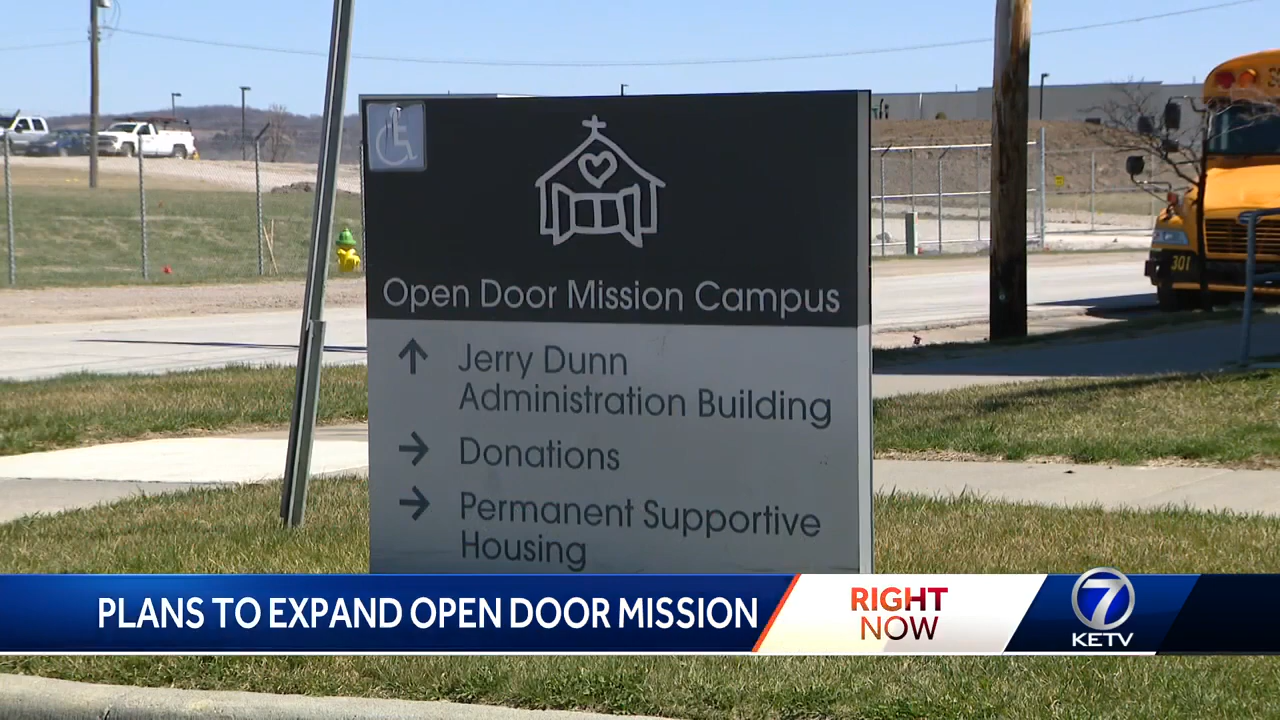 Open Door Mission Campus
Jerry Dunn
Administration Building
Donations
Permanent Supportive
Housing
301
PLANS TO EXPAND OPEN DOOR MISSION
RIGHT
NOW
7
KETV